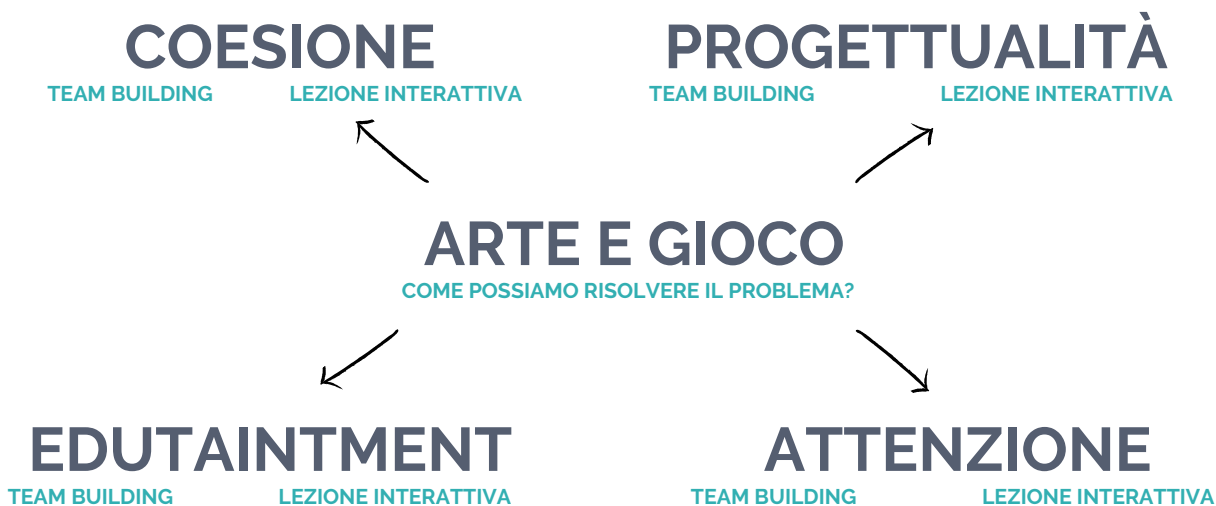 COESIONE
TEAM BUILDING LEZIONE INTERATTIVA
PROGETTUALITÀ
TEAM BUILDING LEZIONE INTERATTIVA
ARTE E GIOCO
COME POSSIAMO RISOLVERE IL PROBLEMA?
EDUTAINTMENT
TEAM BUILDING LEZIONE INTERATTIVA
ATTENZIONE
TEAM BUILDING LEZIONE INTERATTIVA